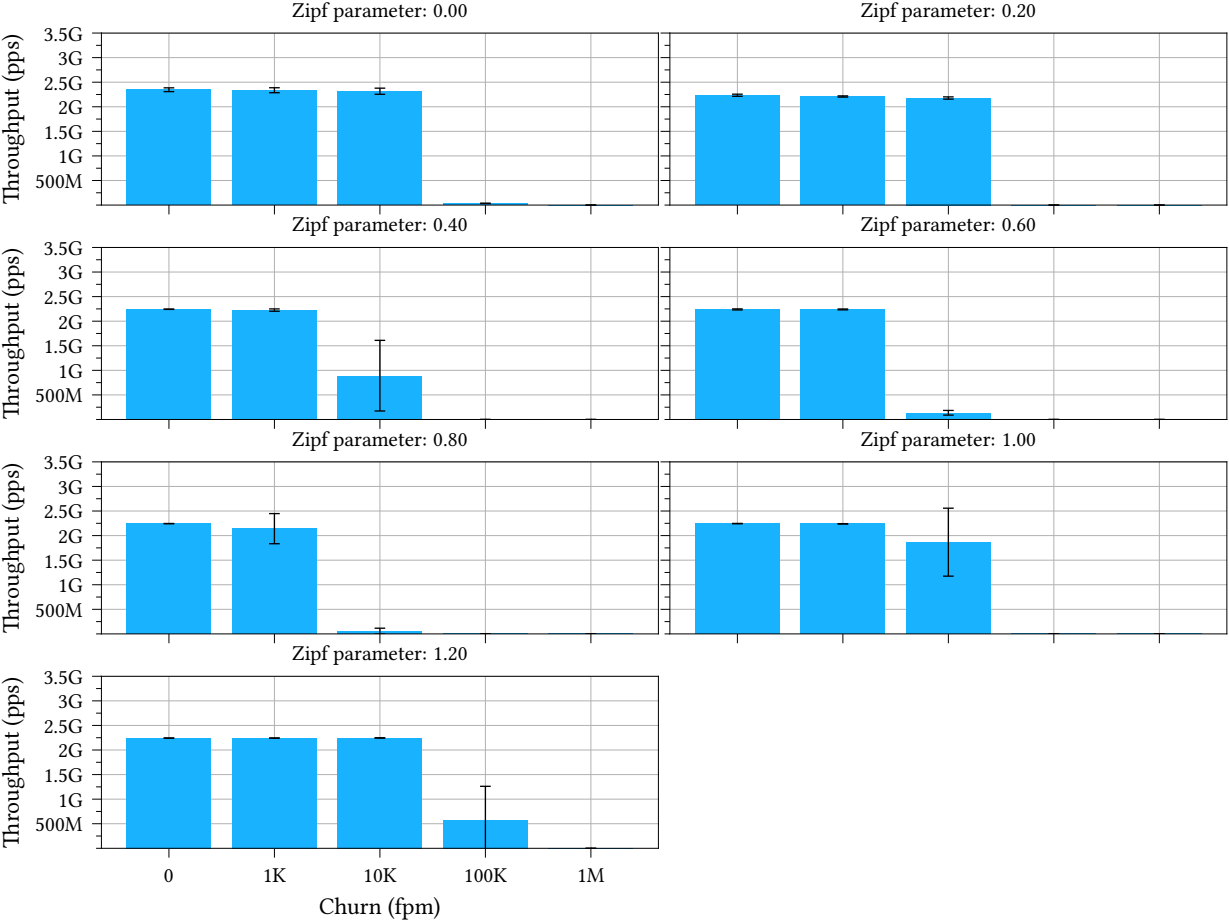 Zipf parameter: 0.00
Zipf parameter: 0.20
Throughput (pps)
3.5G
3G
2.5G
2G
1.5G
1G
500M
Zipf parameter: 0.40
Zipf parameter: 0.60
Throughput (pps)
3.5G
3G
2.5G
2G
1.5G
1G
500M
Zipf parameter: 0.80
Zipf parameter: 1.00
Throughput (pps)
3.5G
3G
2.5G
2G
1.5G
1G
500M
Zipf parameter: 1.20
Throughput (pps)
3.5G
3G
2.5G
2G
1.5G
1G
500M
0 1K 10K 100K 1M
Churn (fpm)